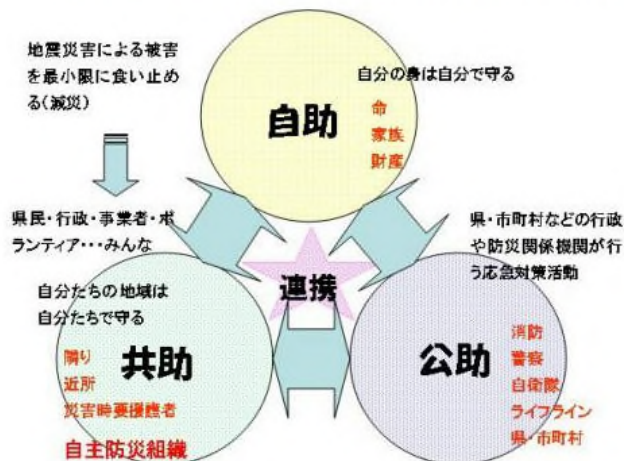 地震災害による被害
を最小限に食い止め
る(減災)
自分の身は自分で守る
自助
命
家族
財産
県民・行政・事業者・ボ
ランティア・・・みんな
県・市町村などの行政
や防災関係機関が行
う応急対策活動
連携
自分たちの地域は
自分たちで守る
共助
隣り
近所
災害時要援護者
自主防災組織
公助
消防
警察
自衛隊
ライフライン
県・市町村